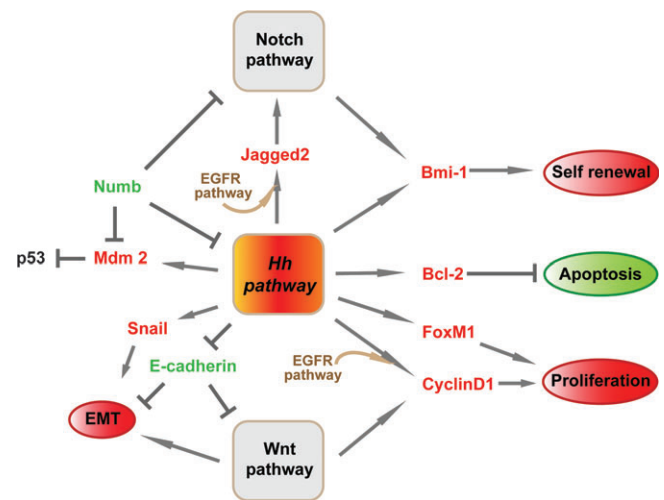 Notch
pathway
Jagged2
EGFR
pathway
Numb
Bmi-1
Self renewal
p53
Mdm 2
Hh
pathway
Bcl-2
Apoptosis
Snail
FoxM1
E-cadherin
EGFR
pathway
CyclinD1
Proliferation
EMT
Wnt
pathway